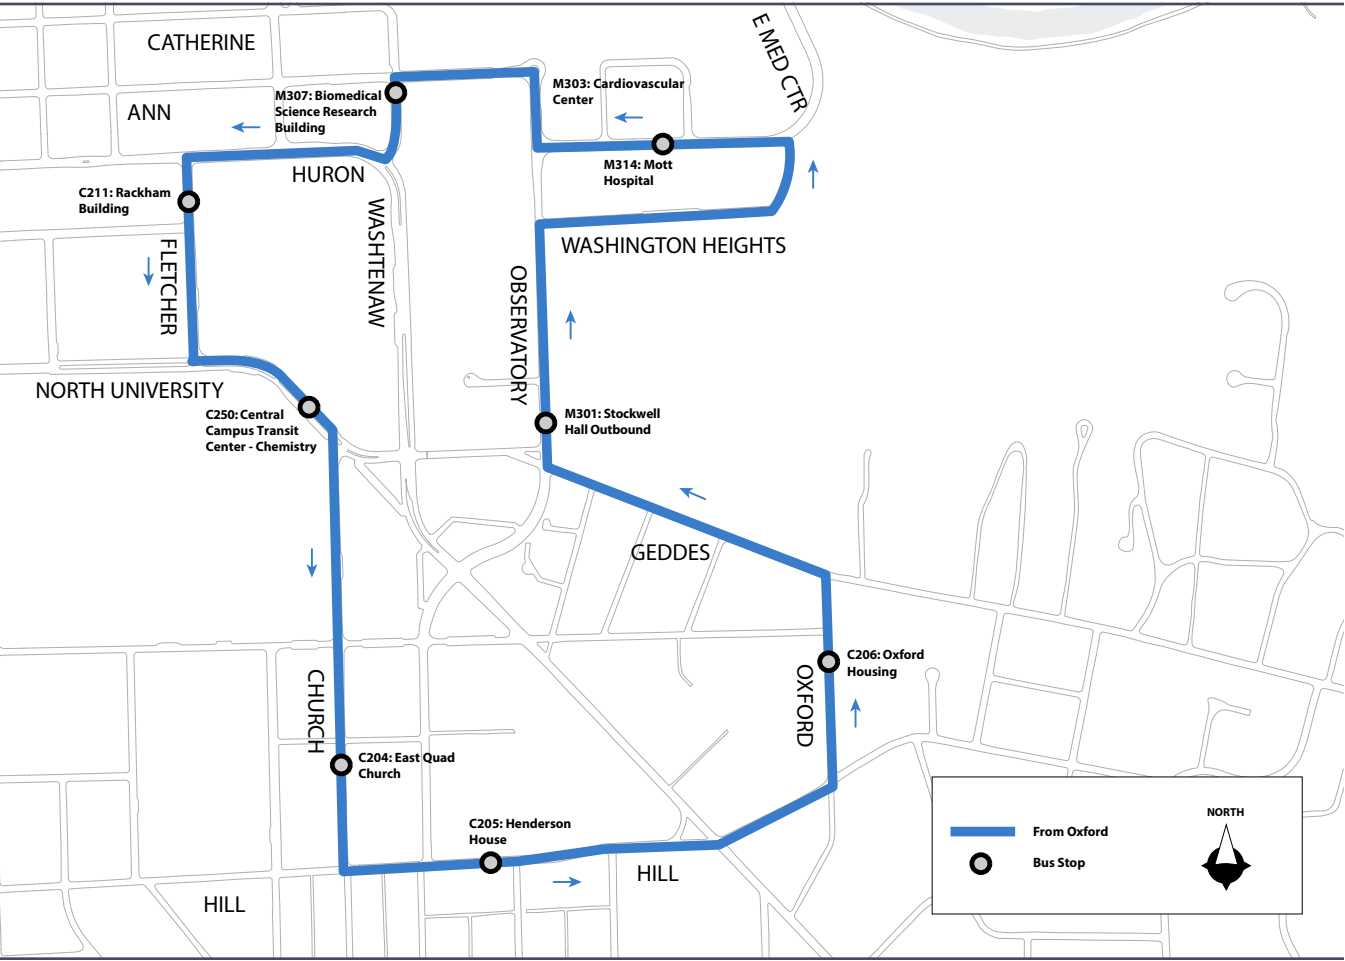 E MED CTR
CATHERINE
M303: Cardiovascular
Center
M307: Biomedical
Science Research
Building
ANN
M314: Mott
Hospital
HURON
C211: Rackham
Building
WASHTENAW
FLETCHER
WASHINGTON HEIGHTS
OBSERVATORY
NORTH UNIVERSITY
C250: Central
Campus Transit
Center - Chemistry
M301: Stockwell
Hall Outbound
GEDDES
C206: Oxford
Housing
OXFORD
CHURCH
C204: East Quad
Church
C205: Henderson
House
HILL
HILL
NORTH
From Oxford
Bus Stop